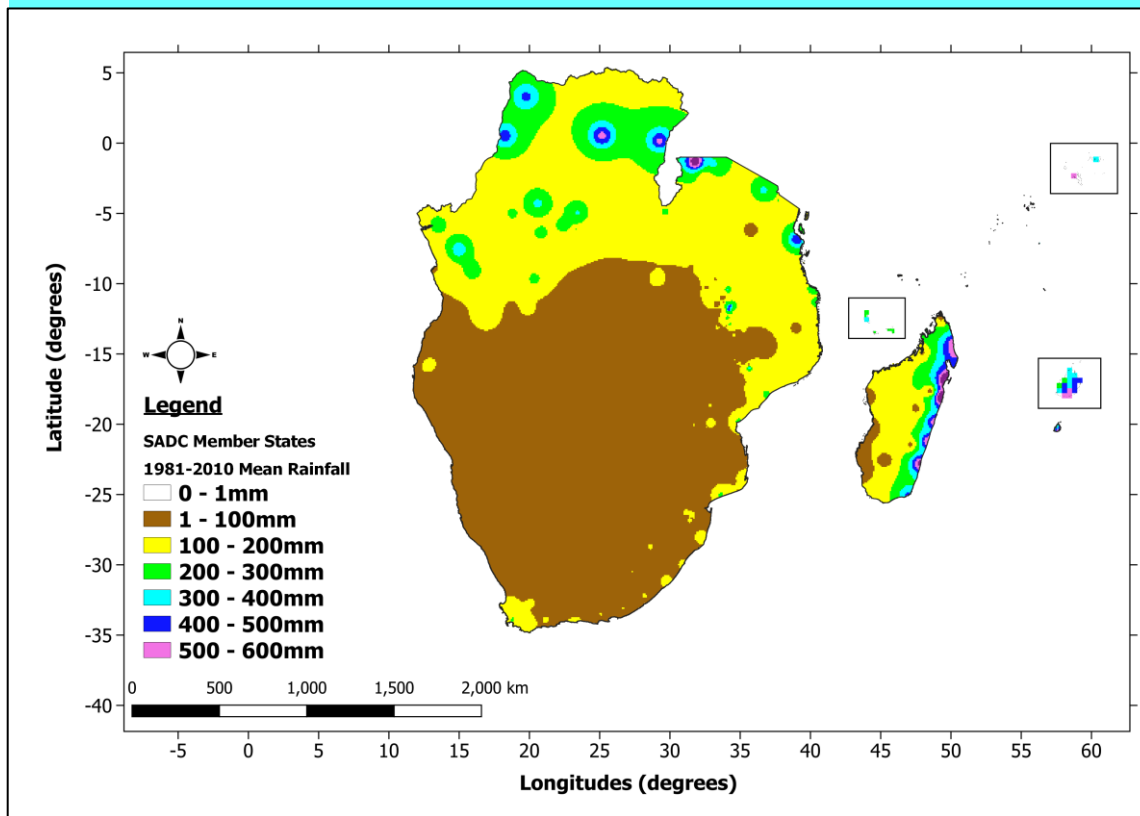 5
0
-5
-10
-15
-20
-25
-30
-35
-40
Latitude (degrees)
N
W E
S
Legend
SADC Member States
1981-2010 Mean Rainfall
0 - 1mm
1 - 100mm
100 - 200mm
200 - 300mm
300 - 400mm
400 - 500mm
500 - 600mm
0 500 1,000 1,500 2,000 km
-5 0 5 10 15 20 25 30 35 40 45 50 55 60
Longitudes (degrees)